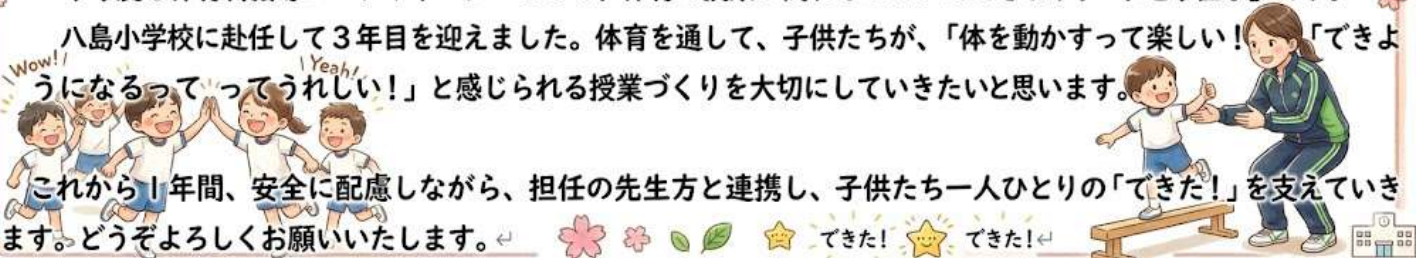 八島小学校に赴任して3年目を迎えました。体育を通して、子供たちが、「体を動かすって楽しい！「できよ
Wow!
Yeah!
うになるって ってうれしい！」と感じられる授業づくりを大切にしていきたいと思います。
これから1年間、安全に配慮しながら、担任の先生方と連携し、子供たち一人ひとりの「できた！」を支えていき
ます。どうぞよろしくお願いいたします。
できた！ できた！